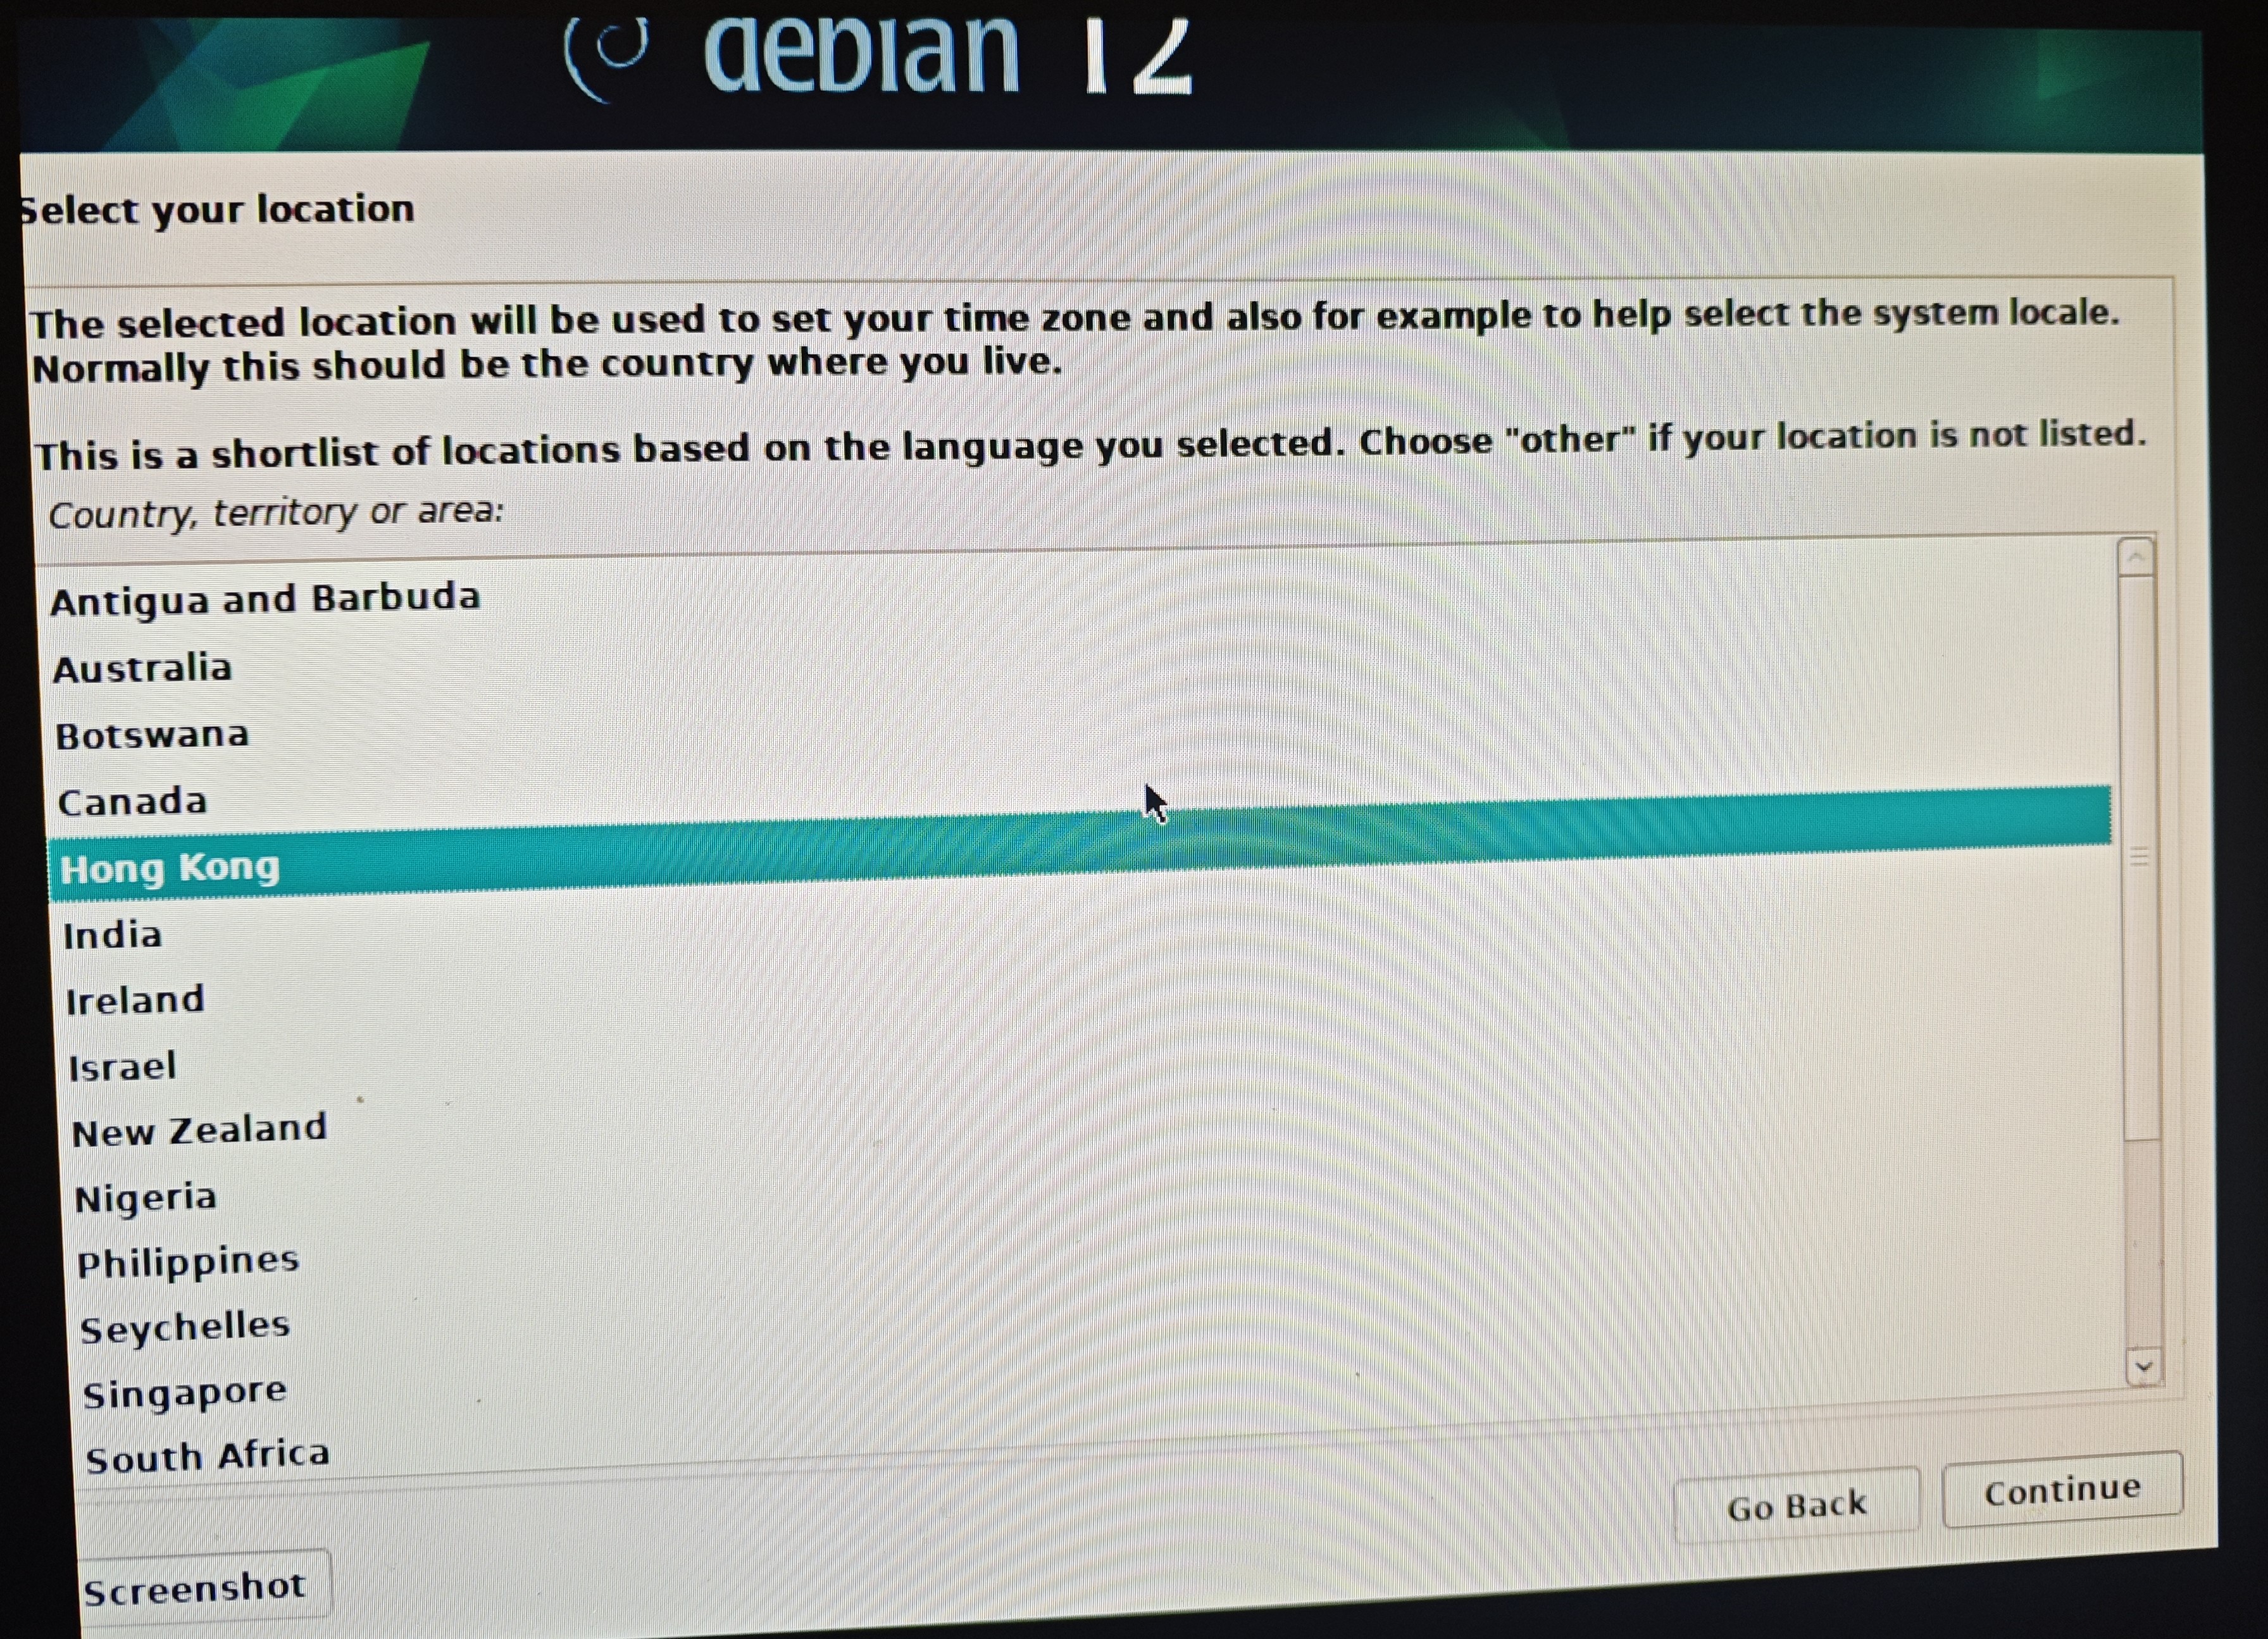 debian 12
Select your location
The selected location will be used to set your time zone and also for example to help select the system locale.
Normally this should be the country where you live.
This is a shortlist of locations based on the language you selected. Choose "other" if your location is not listed.
Country, territory or area:
Antigua and Barbuda
Australia
Botswana
Canada
Hong Kong
India
Ireland
Israel
New Zealand
Nigeria
Philippines
Seychelles
Singapore
South Africa
Go Back
Continue
Screenshot